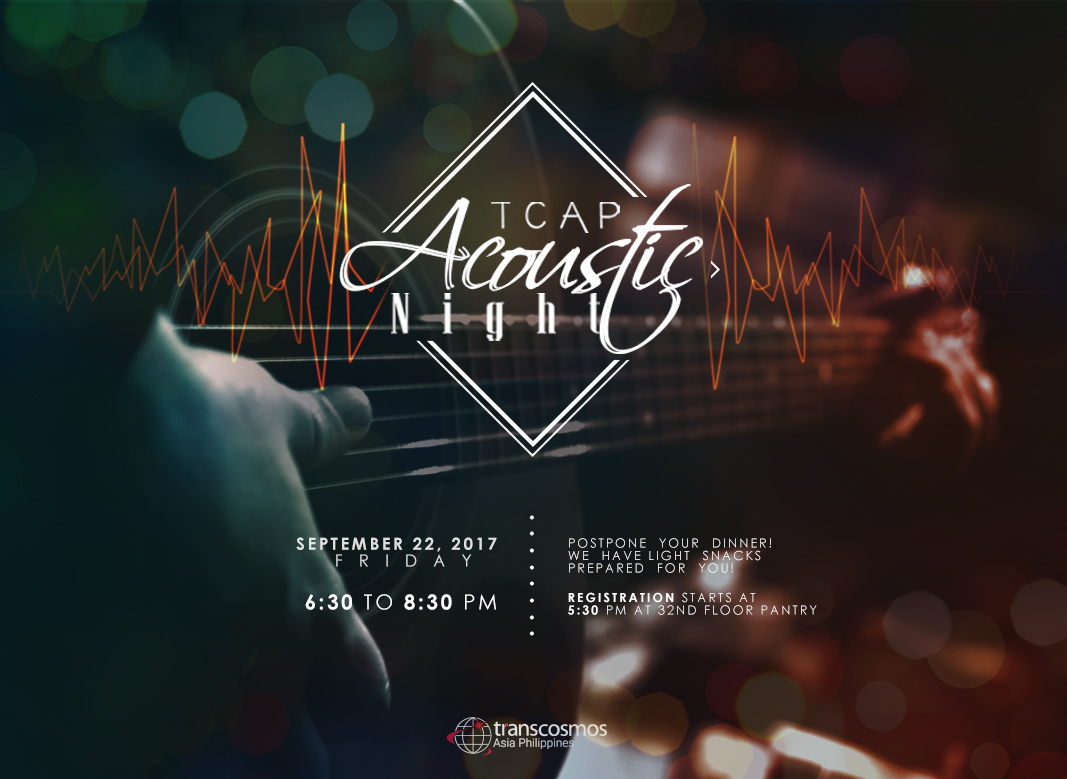 TCAP
Acoustic
Night
SEPTEMBER 22, 2017
FRIDAY
6:30 TO 8:30 PM
POSTPONE YOUR DINNER!
WE HAVE LIGHT SNACKS
PREPARED FOR YOU!
REGISTRATION STARTS AT
5:30 PM AT 32ND FLOOR PANTRY
transcosmos
Asia Philippines